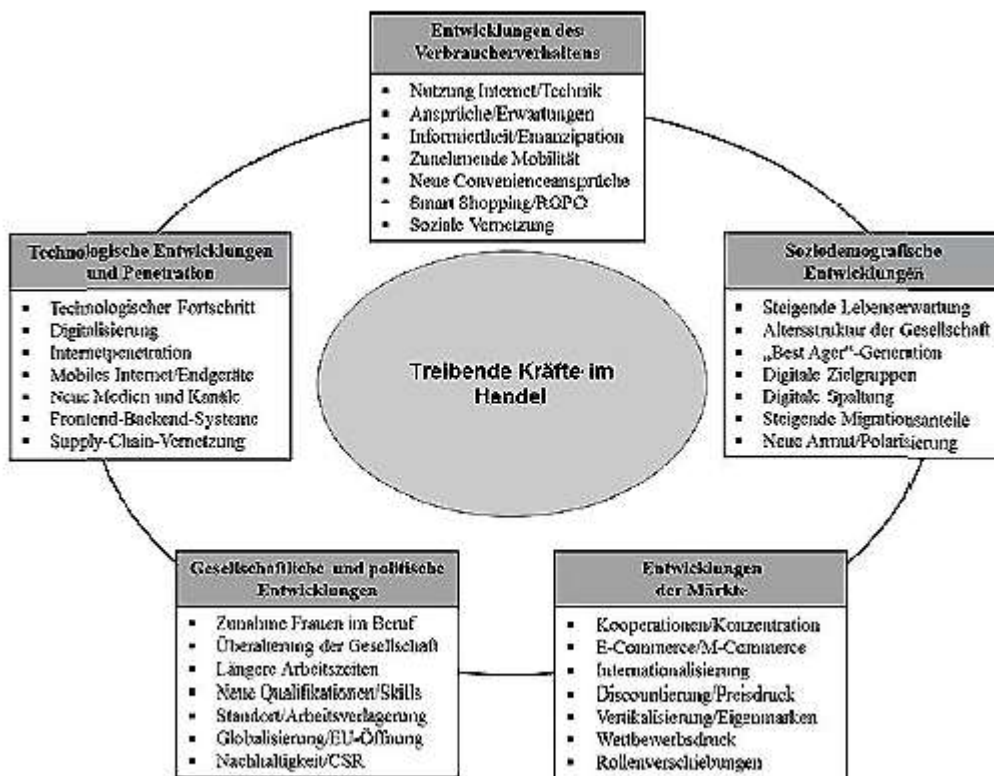 Entwicklungen des
Verbraucherverhaltens
• Nutzung Internet/Technik
• Ansprüche/Erwartungen
• Informiertheit/Emanzipation
• Zunehmende Mobilität
• Neue Convenienceansprüche
• Smart Shopping/ROPO
• Soziale Vernetzung
Technologische Entwicklungen
und Penetration
• Technologischer Fortschritt
• Digitalisierung
• Internetpenetration
• Mobiles Internet/Endgeräte
• Neue Medien und Kanäle
• Frontend-Backend-Systeme
• Supply-Chain-Vernetzung
Treibende Kräfte im
Handel
Soziodemografische
Entwicklungen
• Steigende Lebenserwartung
• Altersstruktur der Gesellschaft
• „Best Ager"-Generation
• Digitale Zielgruppen
• Digitale Spaltung
• Steigende Migrationsanteile
• Neue Armut/Polarisierung
Gesellschaftliche und politische
Entwicklungen
• Zunahme Frauen im Beruf
• Überalterung der Gesellschaft
• Längere Arbeitszeiten
• Neue Qualifikationen/Skills
• Standort/Arbeitsverlagerung
• Globalisierung/EU-Öffnung
• Nachhaltigkeit/CSR
Entwicklungen
der Märkte
• Kooperationen/Konzentration
• E-Commerce/M-Commerce
• Internationalisierung
• Discountierung/Preisdruck
• Vertikalisierung/Eigenmarken
• Wettbewerbsdruck
• Rollenverschiebungen